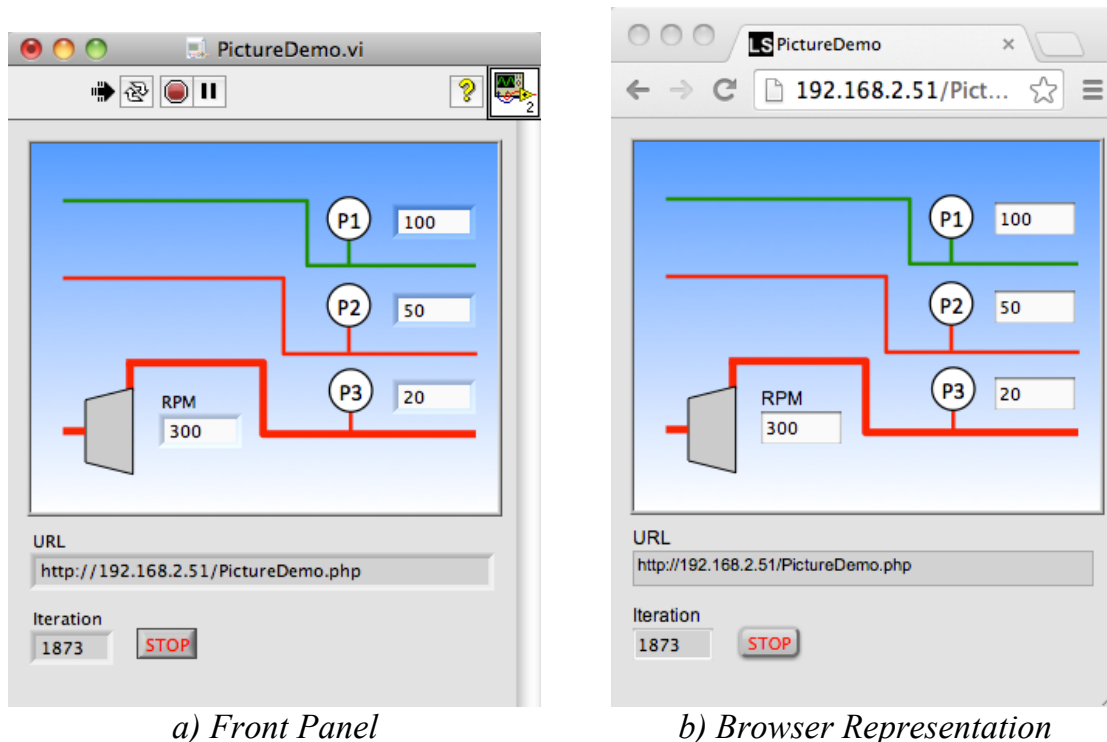 PictureDemo.vi
2
P1
100
P2
50
P3
20
RPM
300
URL
http://192.168.2.51/PictureDemo.php
Iteration
1873
STOP
a) Front Panel
LS PictureDemo
192.168.2.51/Pict...
P1
100
P2
50
P3
20
RPM
300
URL
http://192.168.2.51/PictureDemo.php
Iteration
1873
STOP
b) Browser Representation